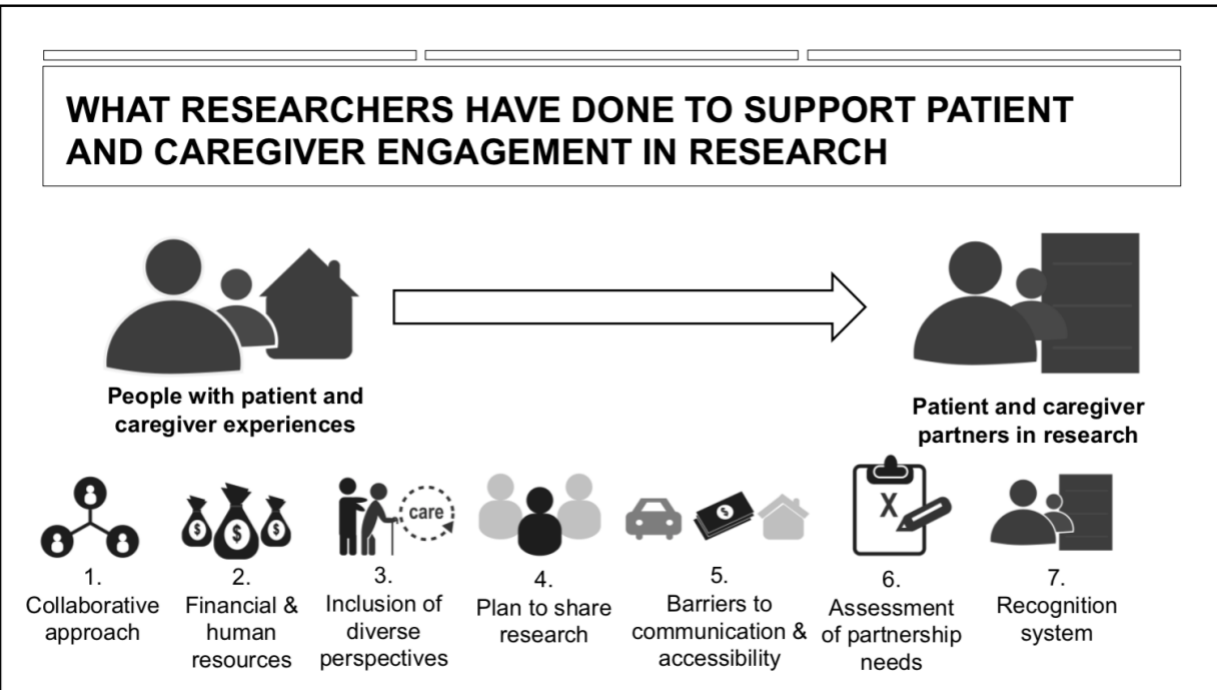 WHAT RESEARCHERS HAVE DONE TO SUPPORT PATIENT
AND CAREGIVER ENGAGEMENT IN RESEARCH
People with patient and
caregiver experiences
Patient and caregiver
partners in research
1.
Collaborative
approach
$ $ $
2.
Financial &
human
resources
care
3.
Inclusion of
diverse
perspectives
4.
Plan to share
research
$
5.
Barriers to
communication &
accessibility
X
6.
Assessment
of partnership
needs
7.
Recognition
system